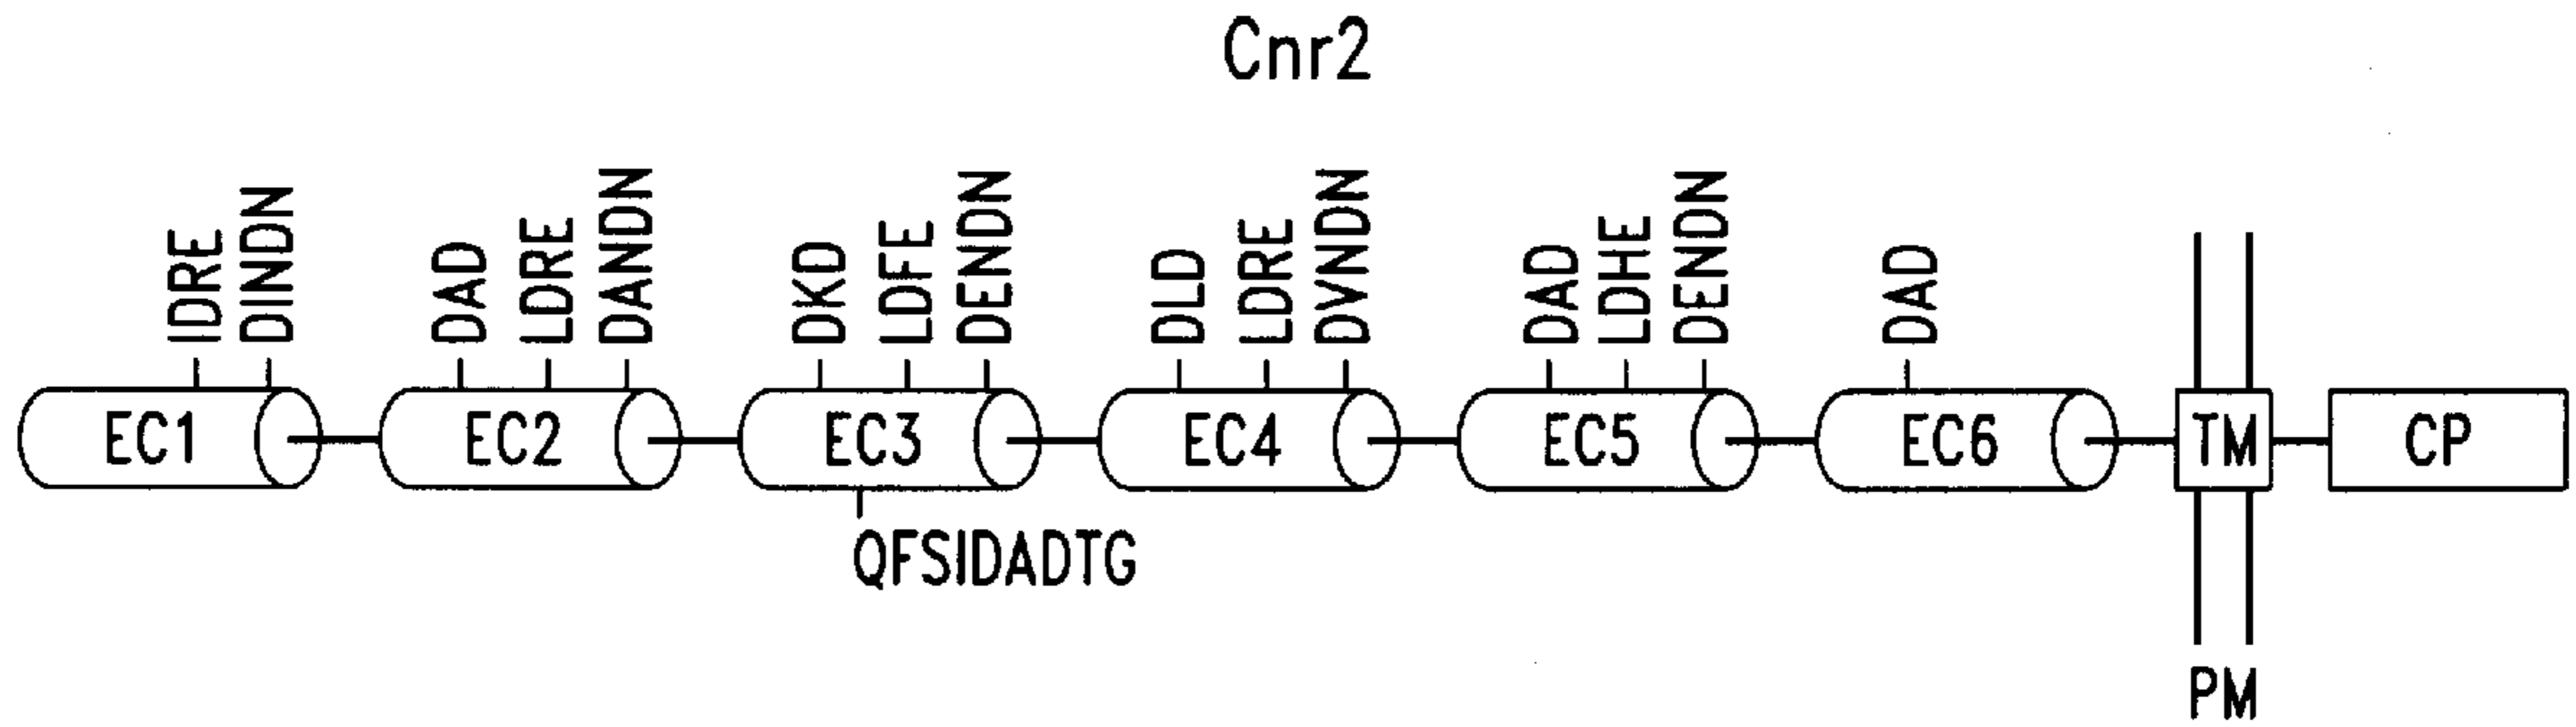 Cnr2
IDRE DINDN DAD LDRE DANDN DKD LDFE DENDN DLD LDRE DVNDN DAD LDHE DENDN DAD
EC1 EC2 EC3 EC4 EC5 EC6 TM CP
QFSIDADTG
PM